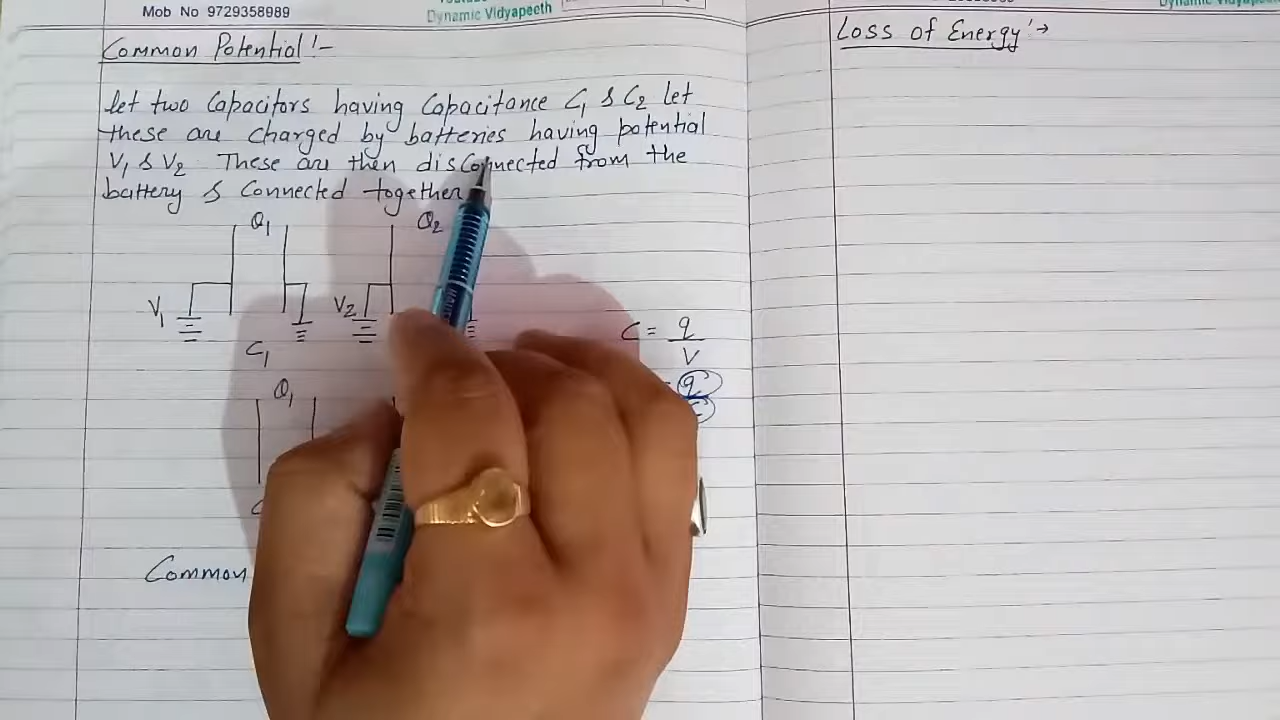 Mob No 9729358989
Dynamic Vidyapeeth
Common Potential :-
let two Capacitors having Capacitance C1 & C2 let
these are charged by batteries having potential
V1 & V2 These are then disconnected from the
battery & Connected together
Q1 Q2
V1 V2
C1
C = q
V
q
Q1
Common
Loss of Energy :→